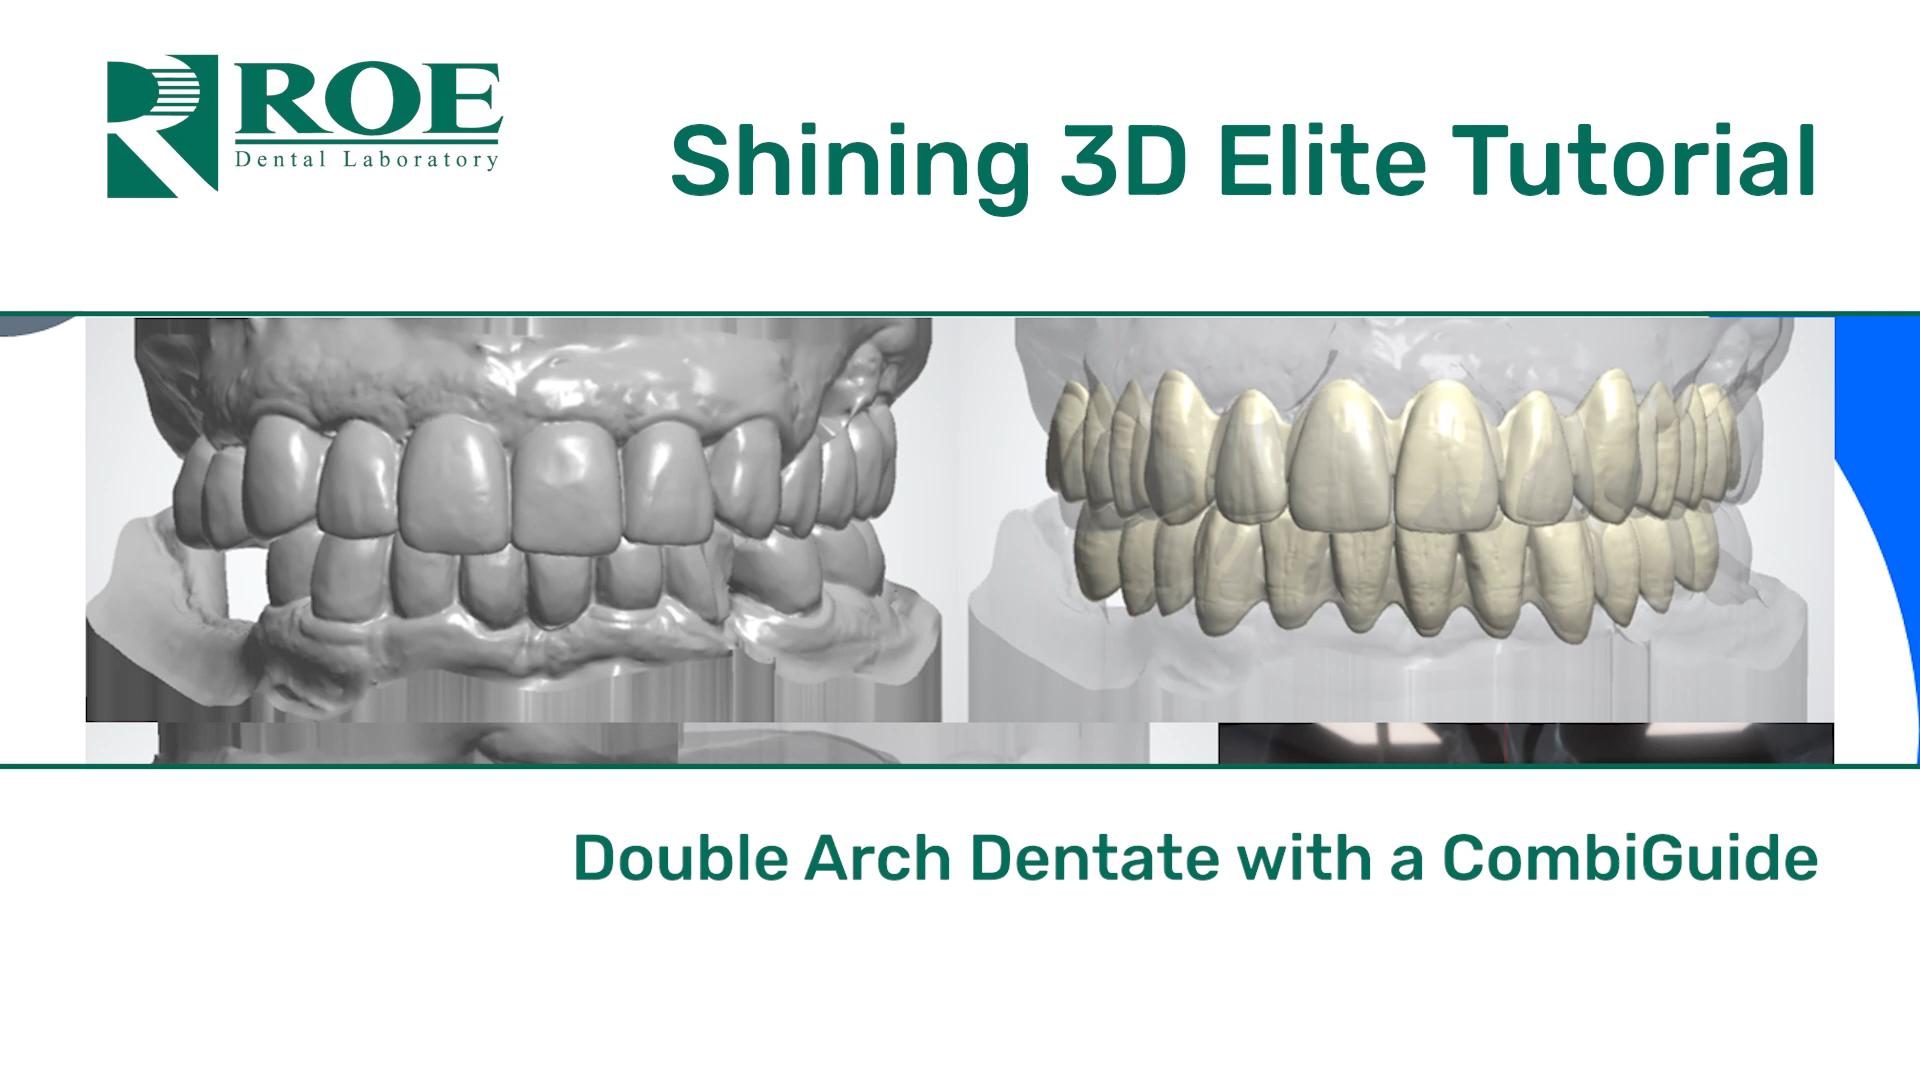 ROE
Dental Laboratory
Shining 3D Elite Tutorial
Double Arch Dentate with a CombiGuide